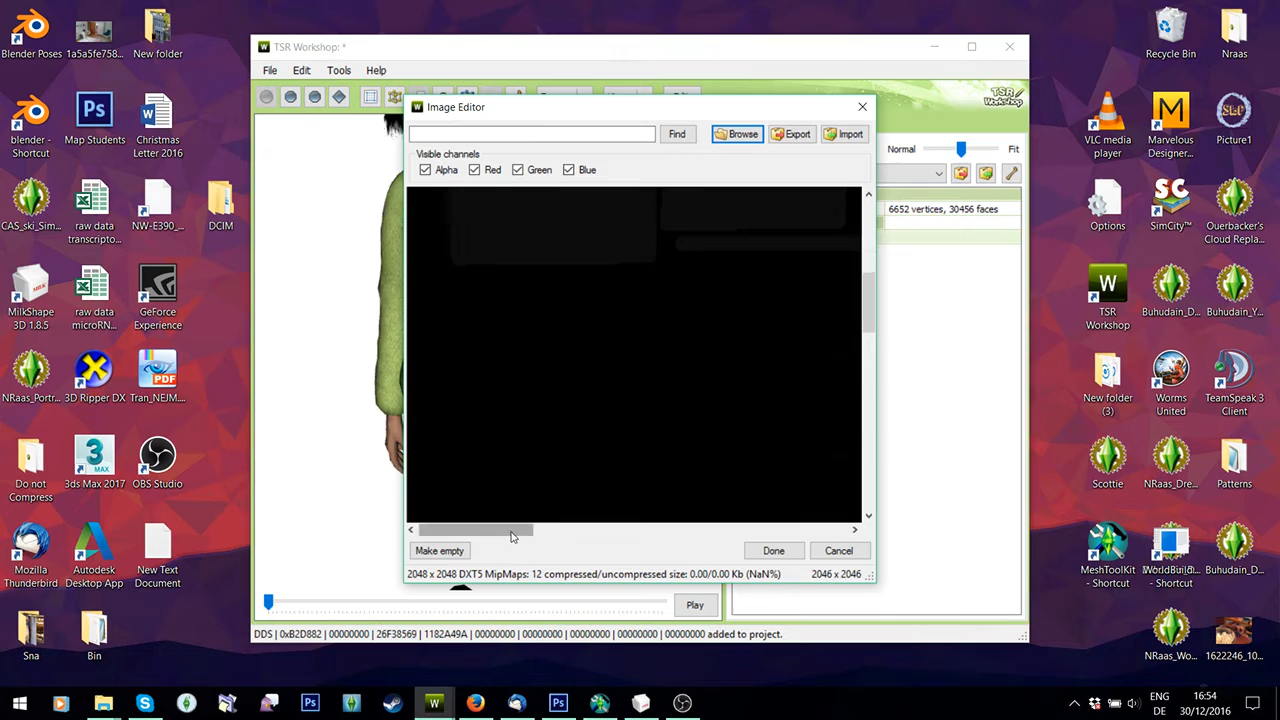 TSR Workshop: *
File Edit Tools Help
TSR Workshop
Image Editor
Find Browse Export Import
Visible channels
Alpha Red Green Blue
Normal Fit
6652 vertices, 30456 faces
Make empty Done Cancel
2048 x 2048 DXT5 MipMaps: 12 compressed/uncompressed size: 0.00/0.00 Kb (NaN%) 2046 x 2046
Play
DDS | 0xB2D882 | 00000000 | 26F38569 | 1182A49A | 00000000 | 00000000 | 00000000 | 00000000 | 00000000 added to project.
Blender Poses
1a5a5fe758...
New folder
blender - Shortcut
Map Students
Christmas Letter 2016
CAS_ski_Sim...
raw data transcripto...
NW-E390_...
DCIM
MilkShape 3D 1.8.5
raw data microRN...
GeForce Experience
NRaas_Portr...
3D Ripper DX
Tran_NEJM....
Do not Compress
3ds Max 2017
OBS Studio
Mozilla Thunderbird
Autodesk Desktop App
New Text Document
Sna
Bin
Recycle Bin
Nraas
VLC media player
Marvelous Designer...
Picture1
Options
SimCity™
Ouerbacker's Cloud Repla...
TSR Workshop
Buhudain_D...
Buhudain_Y...
New folder (3)
Worms United
TeamSpeak 3 Client
Scottie
NRaas_Dre...
Patterns
MeshToolKit - Shortcut
WorldBuil... - Shortcut
Buhudain_D...
NRaas_Wo...
1622246_10...
ENG
DE
16:54
30/12/2016